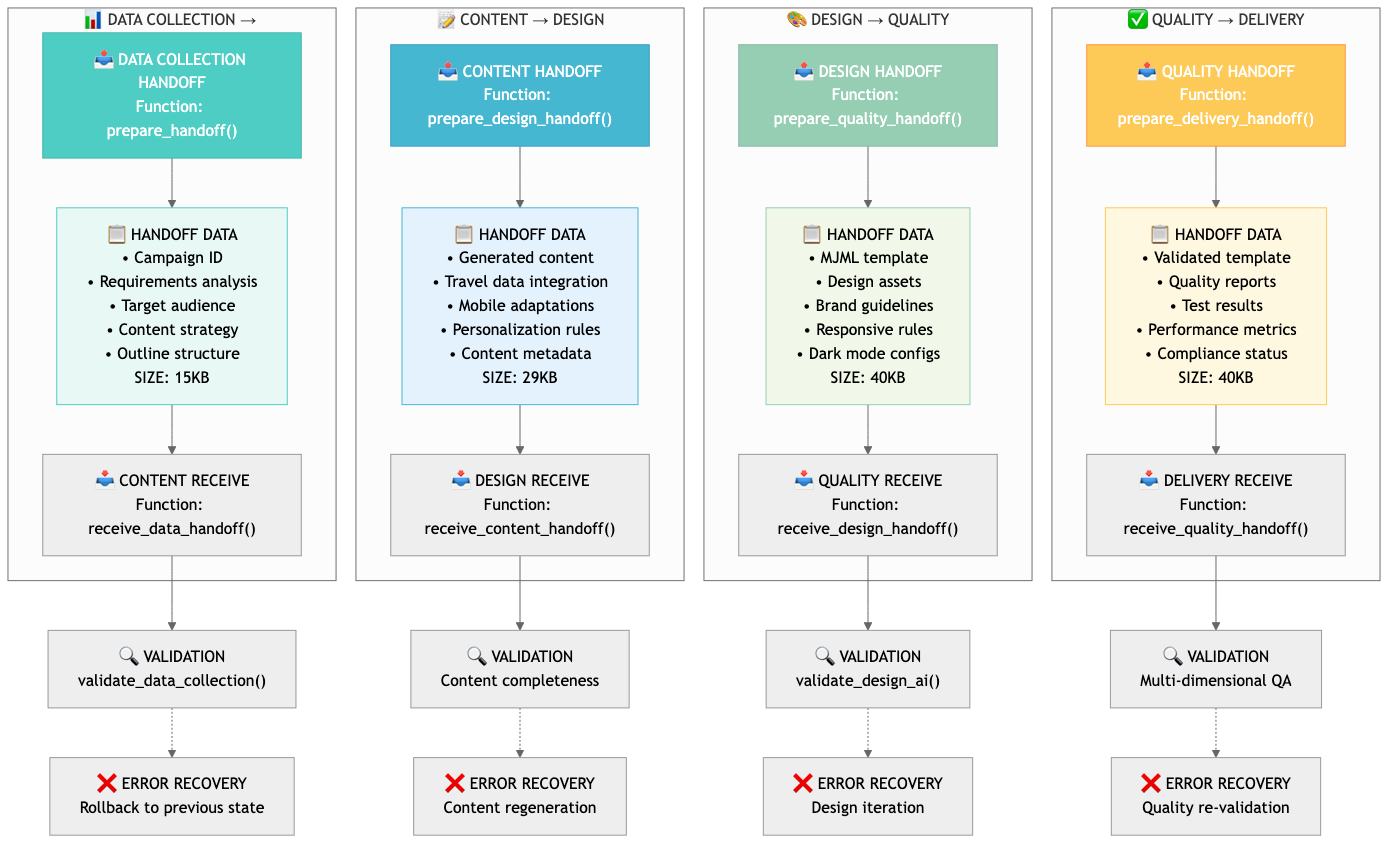 📊 DATA COLLECTION →
📤 DATA COLLECTION
HANDOFF
Function:
prepare_handoff()
📋 HANDOFF DATA
• Campaign ID
• Requirements analysis
• Target audience
• Content strategy
• Outline structure
SIZE: 15KB
📥 CONTENT RECEIVE
Function:
receive_data_handoff()
🔍 VALIDATION
validate_data_collection()
❌ ERROR RECOVERY
Rollback to previous state
📝 CONTENT → DESIGN
📤 CONTENT HANDOFF
Function:
prepare_design_handoff()
📋 HANDOFF DATA
• Generated content
• Travel data integration
• Mobile adaptations
• Personalization rules
• Content metadata
SIZE: 29KB
📥 DESIGN RECEIVE
Function:
receive_content_handoff()
🔍 VALIDATION
Content completeness
❌ ERROR RECOVERY
Content regeneration
🎨 DESIGN → QUALITY
📤 DESIGN HANDOFF
Function:
prepare_quality_handoff()
📋 HANDOFF DATA
• MJML template
• Design assets
• Brand guidelines
• Responsive rules
• Dark mode configs
SIZE: 40KB
📥 QUALITY RECEIVE
Function:
receive_design_handoff()
🔍 VALIDATION
validate_design_ai()
❌ ERROR RECOVERY
Design iteration
✅ QUALITY → DELIVERY
📤 QUALITY HANDOFF
Function:
prepare_delivery_handoff()
📋 HANDOFF DATA
• Validated template
• Quality reports
• Test results
• Performance metrics
• Compliance status
SIZE: 40KB
📥 DELIVERY RECEIVE
Function:
receive_quality_handoff()
🔍 VALIDATION
Multi-dimensional QA
❌ ERROR RECOVERY
Quality re-validation